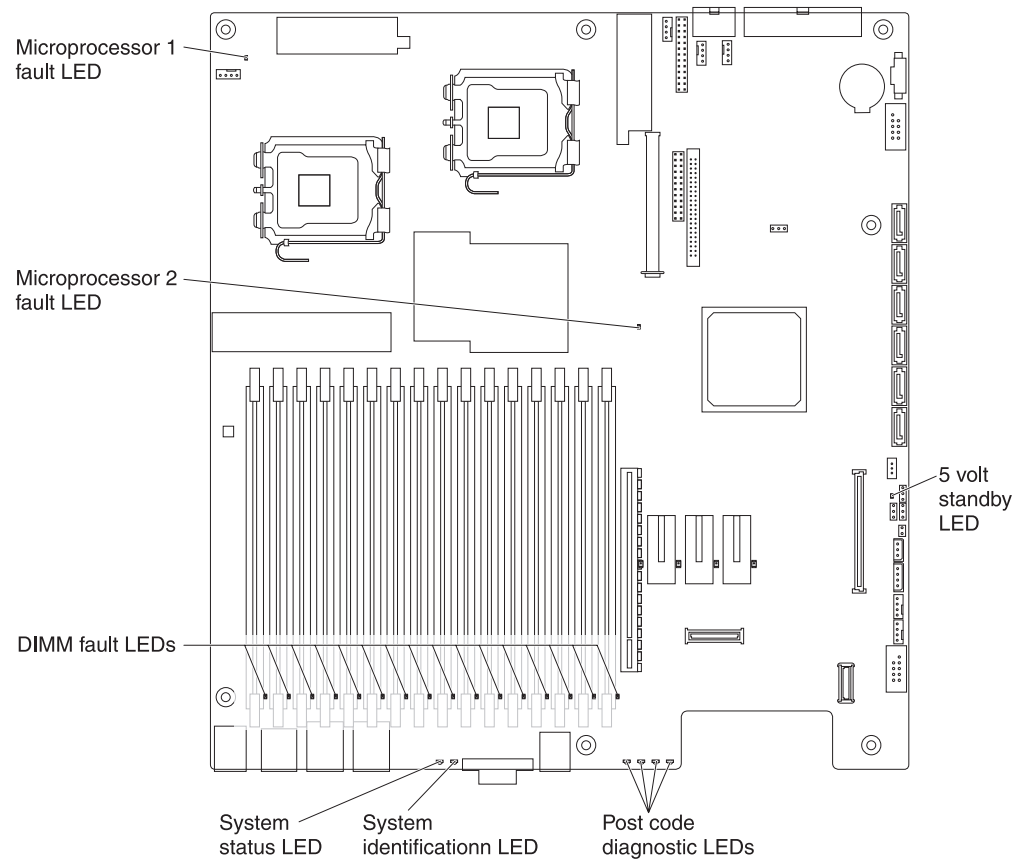 Microprocessor 1
fault LED
Microprocessor 2
fault LED
5 volt
standby
LED
DIMM fault LEDs
System
status LED
System
identificationn LED
Post code
diagnostic LEDs